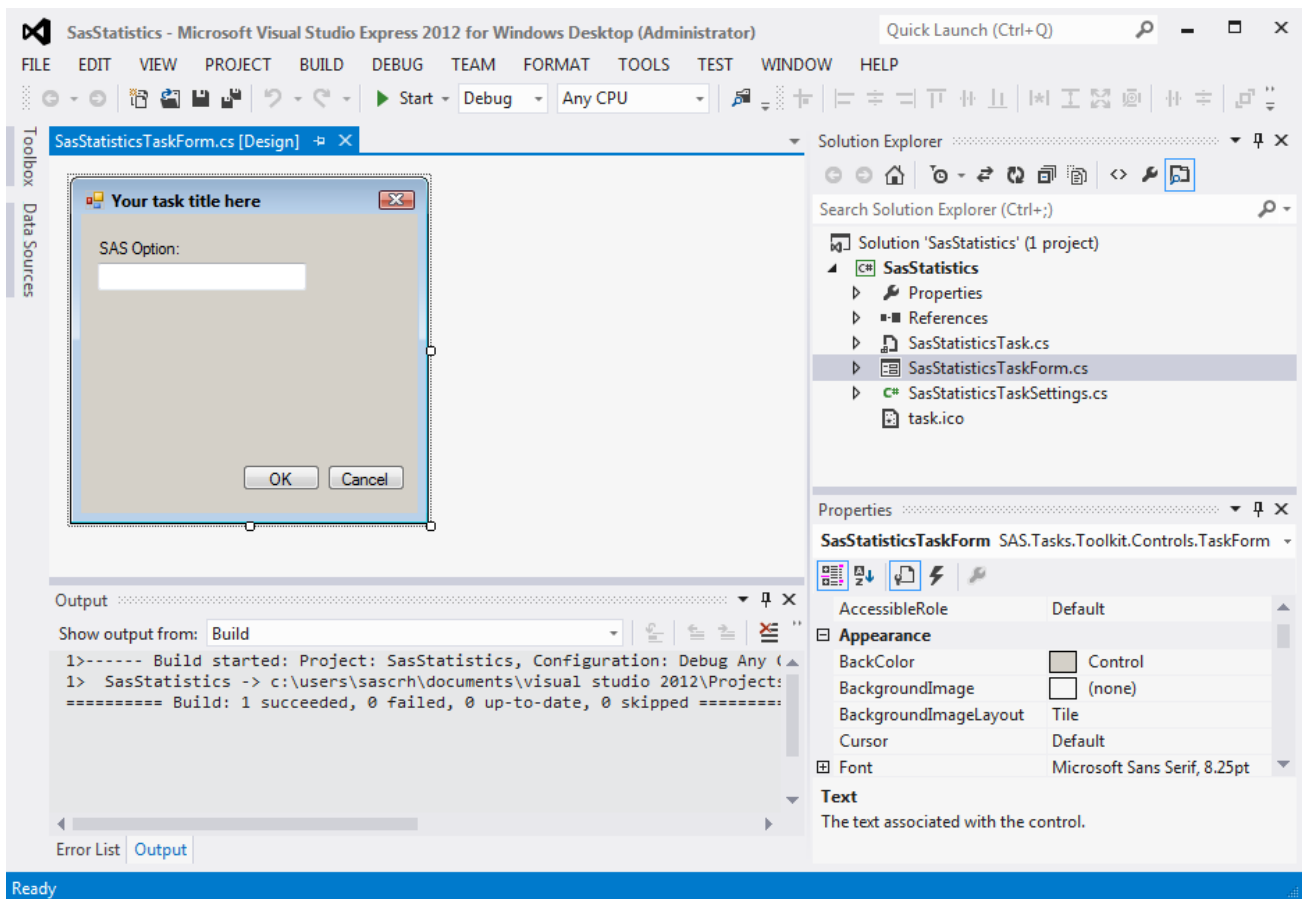 SasStatistics - Microsoft Visual Studio Express 2012 for Windows Desktop (Administrator)
Quick Launch (Ctrl+Q)
FILE EDIT VIEW PROJECT BUILD DEBUG TEAM FORMAT TOOLS TEST WINDOW HELP
Start Debug Any CPU
Toolbox
Data Sources
SasStatisticsTaskForm.cs [Design]
Your task title here
SAS Option:
OK Cancel
Solution Explorer
Search Solution Explorer (Ctrl+;)
Solution 'SasStatistics' (1 project)
C# SasStatistics
Properties
References
SasStatisticsTask.cs
SasStatisticsTaskForm.cs
C# SasStatisticsTaskSettings.cs
task.ico
Properties
SasStatisticsTaskForm SAS.Tasks.Toolkit.Controls.TaskForm
AccessibleRole Default
Appearance
BackColor Control
BackgroundImage (none)
BackgroundImageLayout Tile
Cursor Default
Font Microsoft Sans Serif, 8.25pt
Text
The text associated with the control.
Output
Show output from: Build
1>------ Build started: Project: SasStatistics, Configuration: Debug Any
1> SasStatistics -> c:\users\sascrh\documents\visual studio 2012\Projects
========== Build: 1 succeeded, 0 failed, 0 up-to-date, 0 skipped =========
Error List Output
Ready